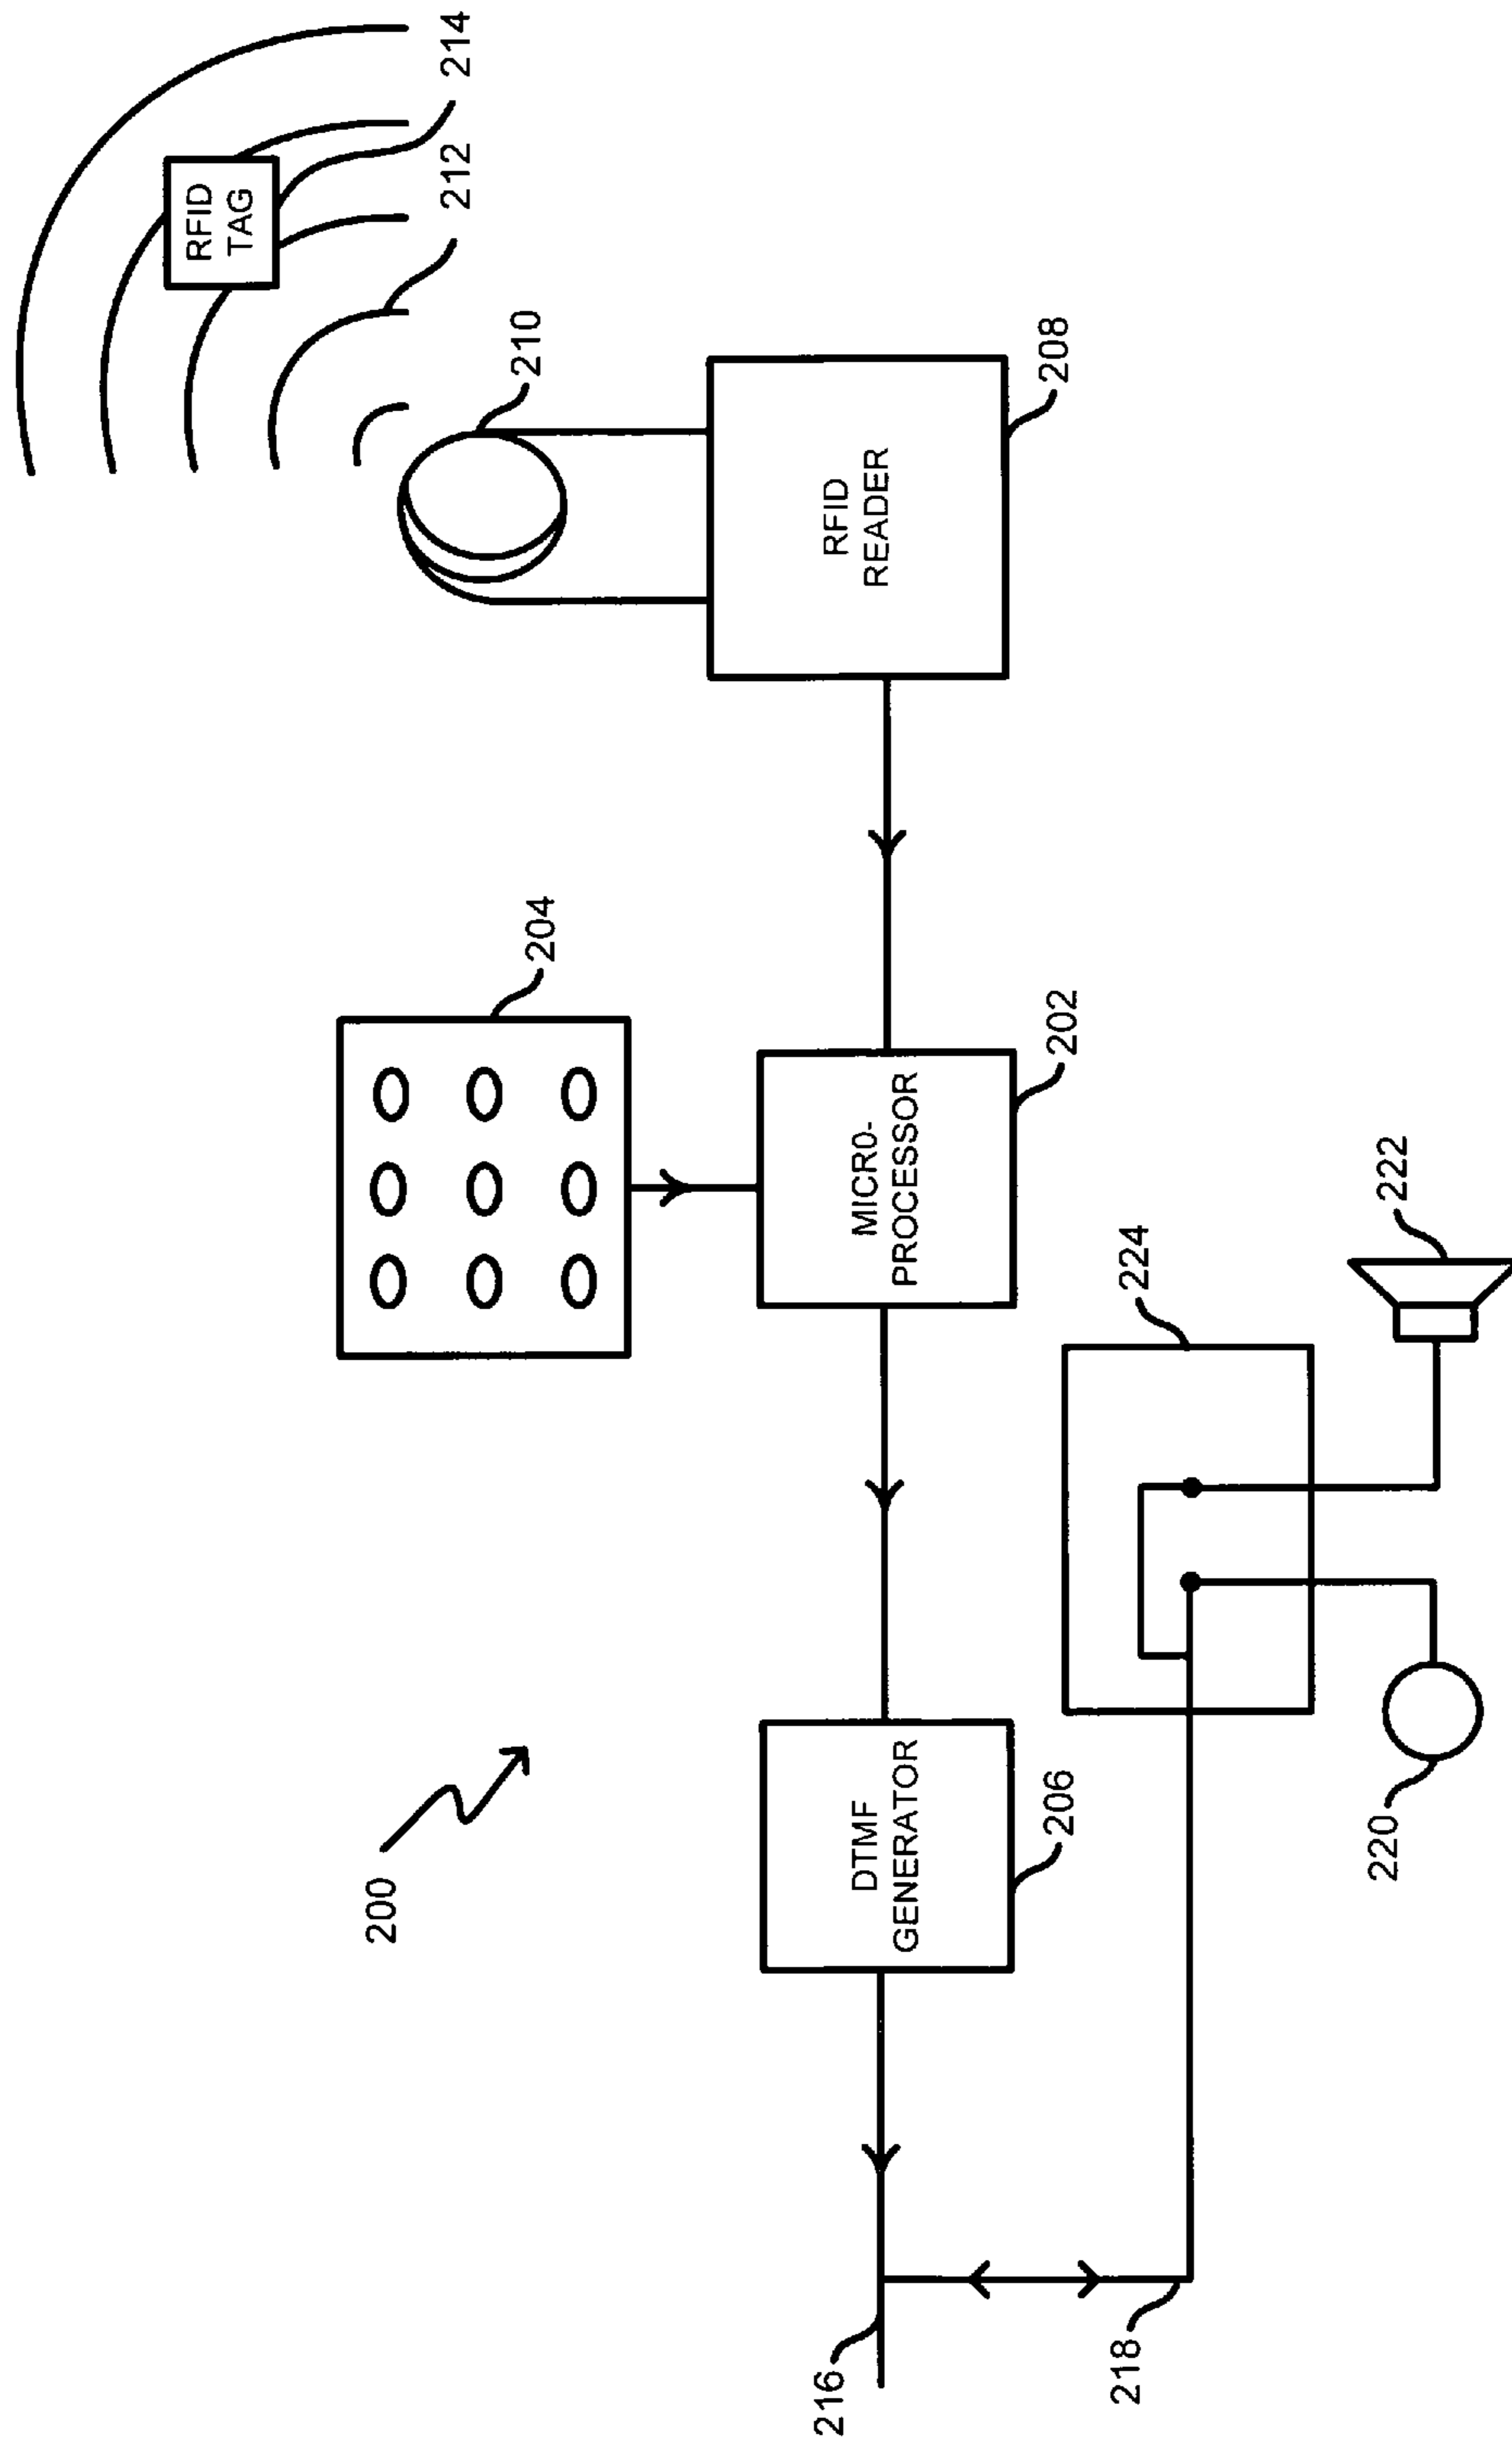 RFID
TAG
200
212
214
204
210
216
DTMF
GENERATOR
MICR0-
PROCESSOR
RFID
READER
206
202
208
218
224
220
222